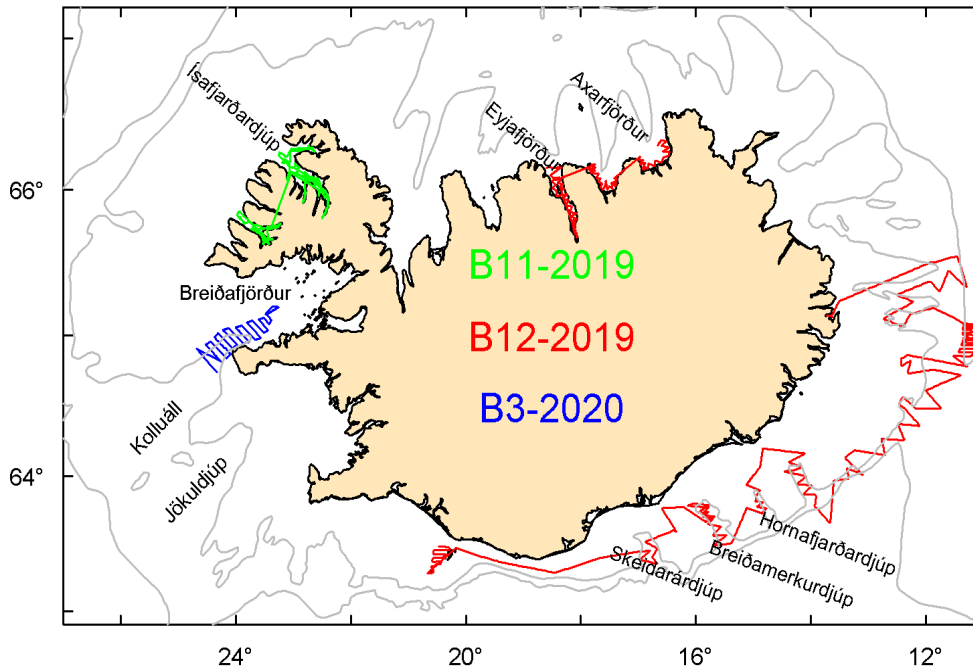 Ísafjarðardjúp
Eyjafjörður
Axarfjörður
66°
B11-2019
Breiðafjörður
B12-2019
B3-2020
Kolluáll
64°
Jökuldjúp
Hornafjarðardjúp
Breiðamerkurdjúp
Skeiðarárdjúp
24°
20°
16°
12°